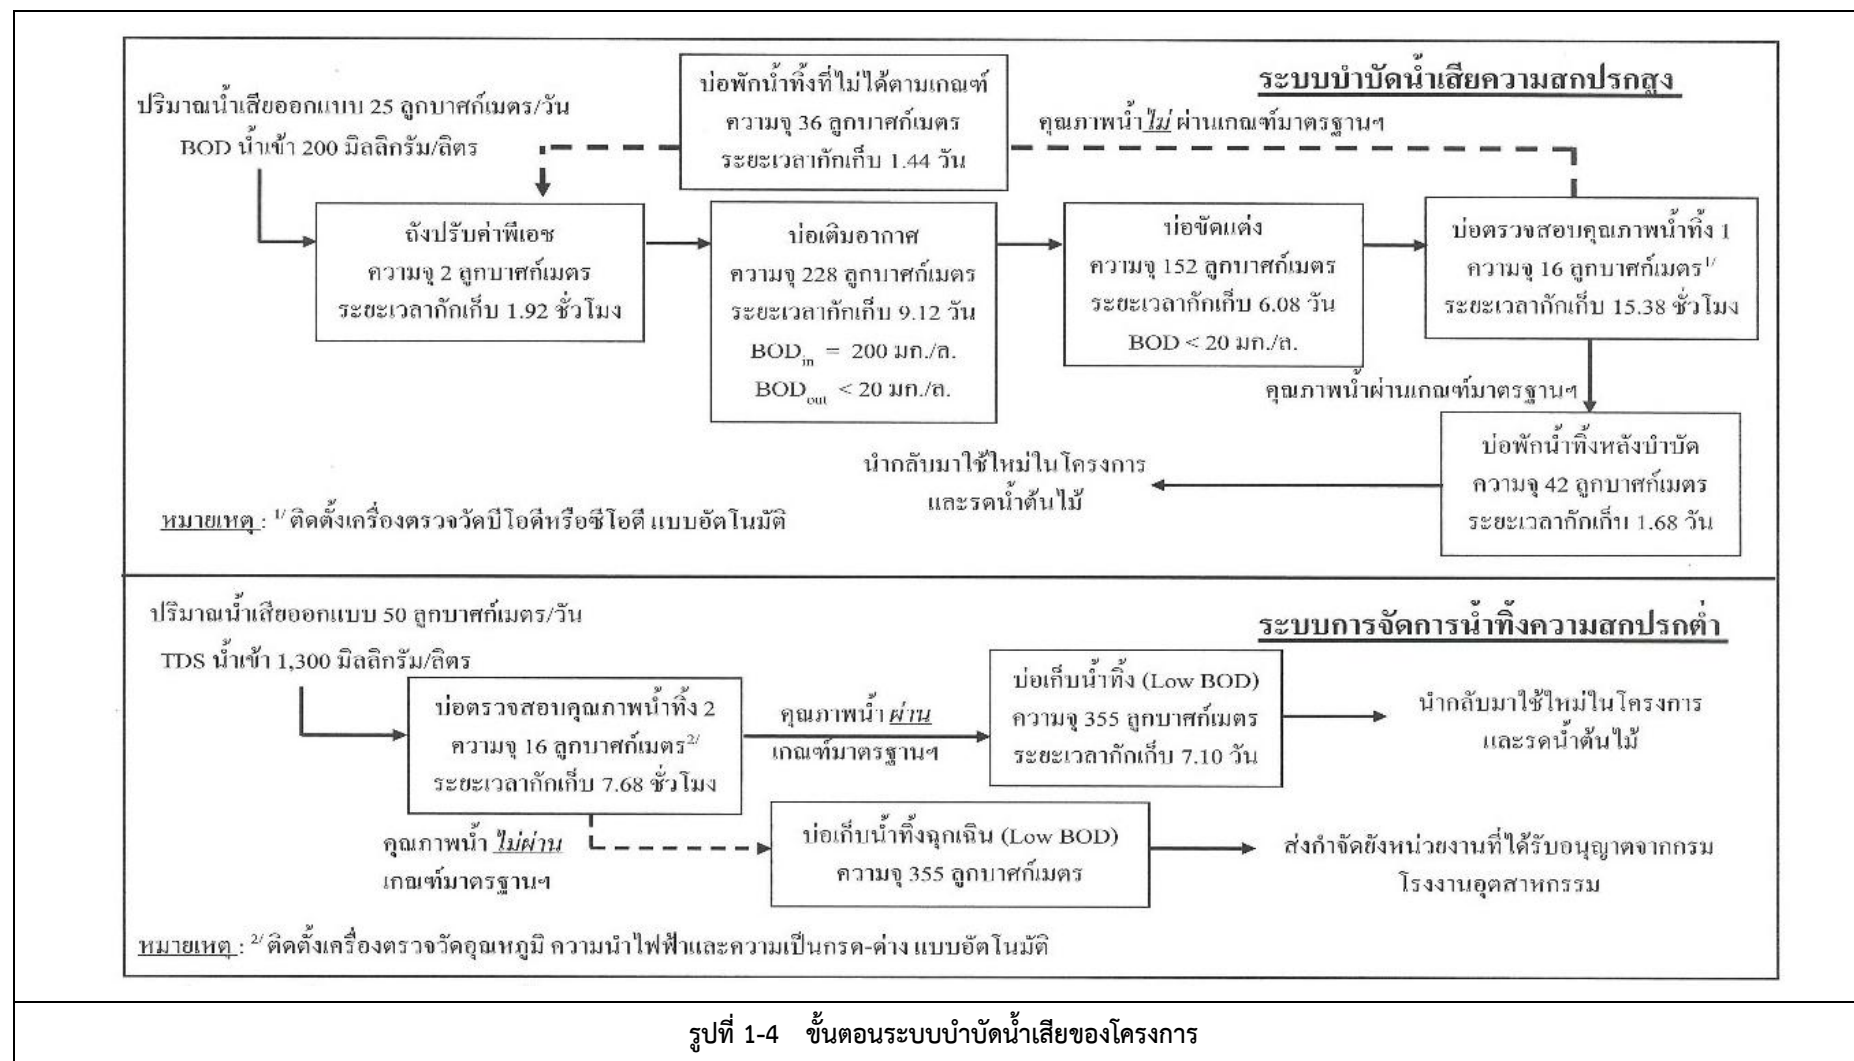 ระบบบำบัดน้ำเสียความสกปรกสูง
ปริมาณน้ำเสียออกแบบ 25 ลูกบาศก์เมตร/วัน
BOD น้ำเข้า 200 มิลลิกรัม/ลิตร
บ่อพักน้ำทิ้งที่ไม่ได้ตามเกณฑ์
ความจุ 36 ลูกบาศก์เมตร
ระยะเวลากักเก็บ 1.44 วัน
คุณภาพน้ำไม่ ผ่านเกณฑ์มาตรฐานฯ
ถังปรับค่าพีเอช
ความจุ 2 ลูกบาศก์เมตร
ระยะเวลากักเก็บ 1.92 ชั่วโมง
บ่อเติมอากาศ
ความจุ 228 ลูกบาศก์เมตร
ระยะเวลากักเก็บ 9.12 วัน
BODin = 200 มก./ล.
BODout < 20 มก./ล.
บ่อขัดแต่ง
ความจุ 152 ลูกบาศก์เมตร
ระยะเวลากักเก็บ 6.08 วัน
BOD < 20 มก./ล.
บ่อตรวจสอบคุณภาพน้ำทิ้ง 1
ความจุ 16 ลูกบาศก์เมตร1/
ระยะเวลากักเก็บ 15.38 ชั่วโมง
คุณภาพน้ำผ่านเกณฑ์มาตรฐานฯ
บ่อพักน้ำทิ้งหลังบำบัด
ความจุ 42 ลูกบาศก์เมตร
ระยะเวลากักเก็บ 1.68 วัน
นำกลับมาใช้ใหม่ในโครงการ
และรดน้ำต้นไม้
หมายเหตุ : 1/ ติดตั้งเครื่องตรวจวัดบีโอดีหรือซีโอดี แบบอัตโนมัติ
ระบบการจัดการน้ำทิ้งความสกปรกต่ำ
ปริมาณน้ำเสียออกแบบ 50 ลูกบาศก์เมตร/วัน
TDS น้ำเข้า 1,300 มิลลิกรัม/ลิตร
บ่อตรวจสอบคุณภาพน้ำทิ้ง 2
ความจุ 16 ลูกบาศก์เมตร2/
ระยะเวลากักเก็บ 7.68 ชั่วโมง
คุณภาพน้ำ ผ่าน
เกณฑ์มาตรฐานฯ
บ่อเก็บน้ำทิ้ง (Low BOD)
ความจุ 355 ลูกบาศก์เมตร
ระยะเวลากักเก็บ 7.10 วัน
นำกลับมาใช้ใหม่ในโครงการ
และรดน้ำต้นไม้
คุณภาพน้ำ ไม่ผ่าน
เกณฑ์มาตรฐานฯ
บ่อเก็บน้ำทิ้งฉุกเฉิน (Low BOD)
ความจุ 355 ลูกบาศก์เมตร
ส่งกำจัดยังหน่วยงานที่ได้รับอนุญาตจากกรม
โรงงานอุตสาหกรรม
หมายเหตุ : 2/ ติดตั้งเครื่องตรวจวัดอุณหภูมิ ความนำไฟฟ้าและความเป็นกรด-ด่าง แบบอัตโนมัติ
รูปที่ 1-4 ขั้นตอนระบบบำบัดน้ำเสียของโครงการ